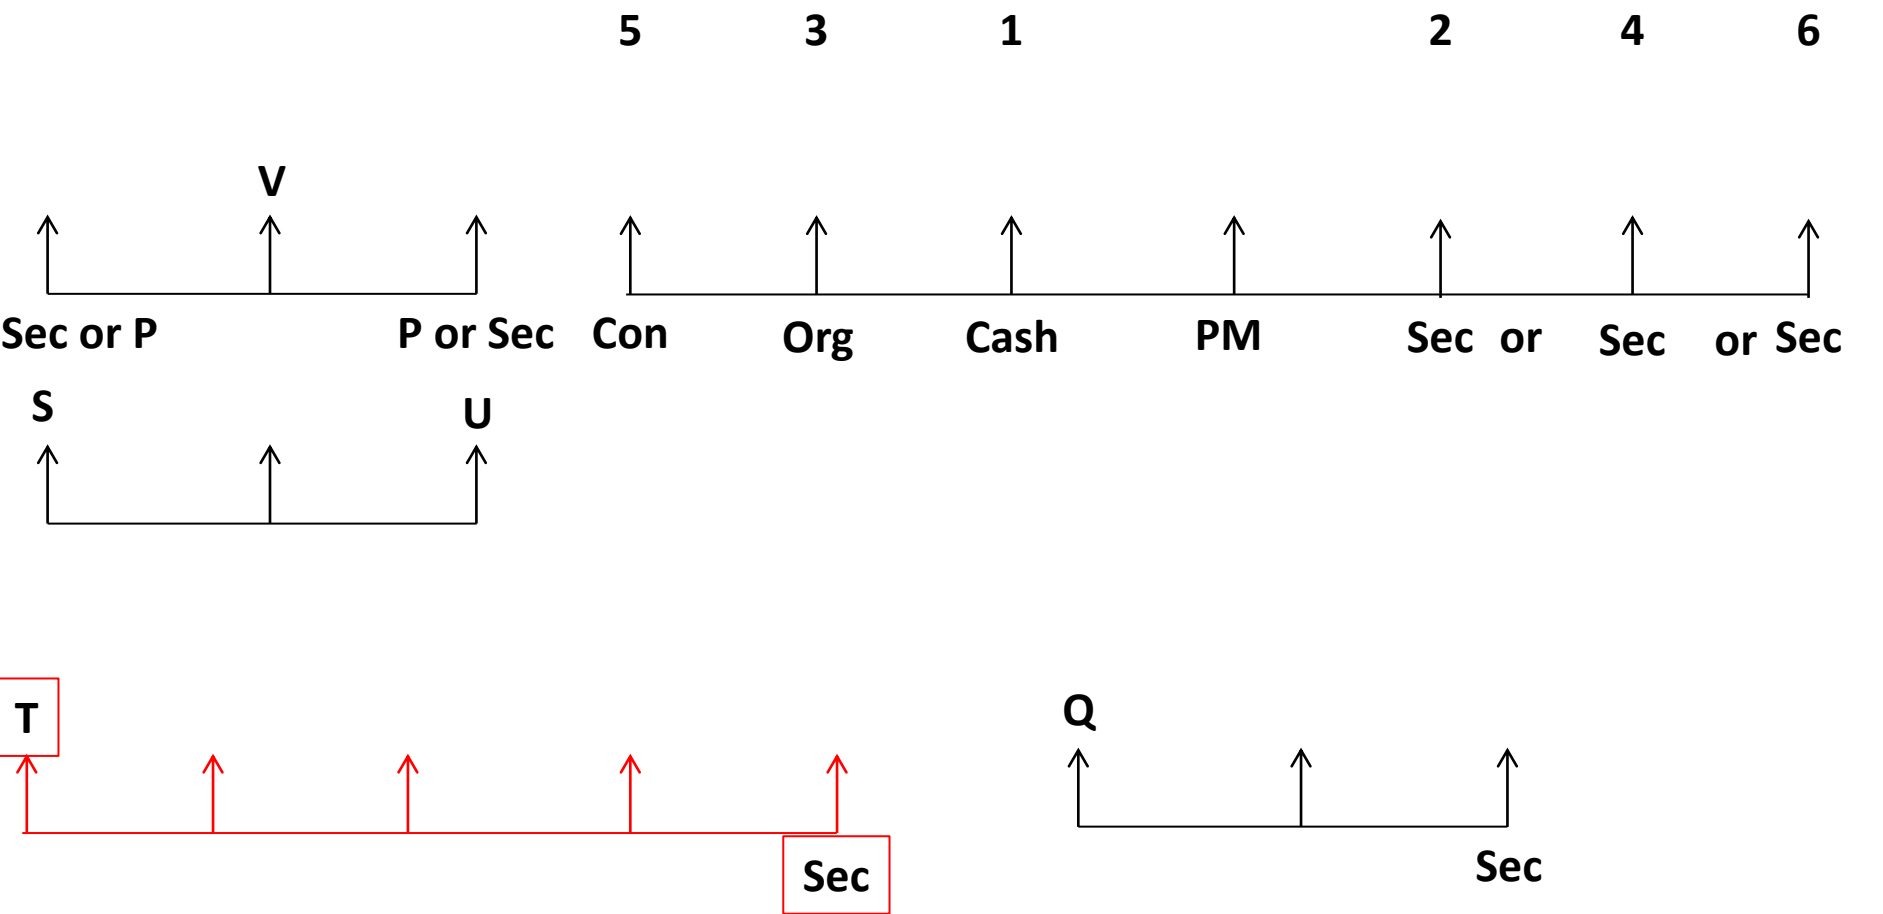 5 3 1 2 4 6
V
Sec or P P or Sec Con Org Cash PM Sec or Sec or Sec
S U
T Q
Sec Sec